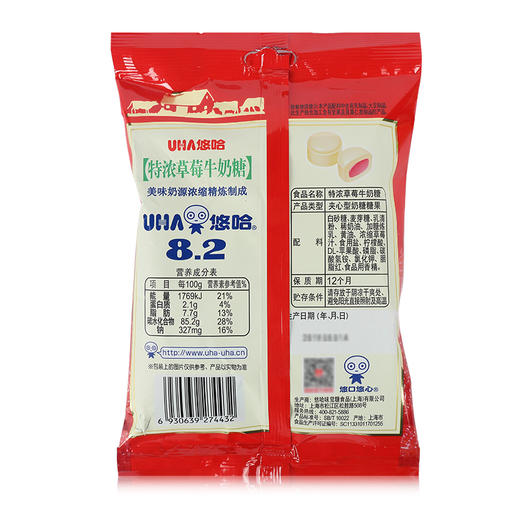 UHA悠哈
特浓草莓牛奶糖
美味奶源浓缩精炼制成
UHA 悠哈
8.2
营养成分表
项目 每100g 营养素参考值%
能量 1769kJ 21%
蛋白质 2.1g 4%
脂肪 7.7g 13%
碳水化合物 85.2g 28%
钠 327mg 16%
http://www.uha-uha.cn
包装上的图片仅供参考、产品以实物为准
6 930639 274432
食品名称 特浓草莓牛奶糖
产品类型 夹心型奶糖糖果
配料
白砂糖、麦芽糖、乳清
粉、稀奶油、加糖炼
乳、黄油、浓缩草莓
汁、食用盐、柠檬酸、
DL-苹果酸、磷脂、碳
酸氢铵、氯化钾、胭
脂红、食品用香精。
保质期 12个月
贮存条件 请存放于阴凉干爽处、
避免阳光直接照射及高温
生产日期(年.月.日)
悠口悠心®
生产商:悠哈味觉糖食品(上海)有限公司
服务热线:400-821-5886
产地:上海市